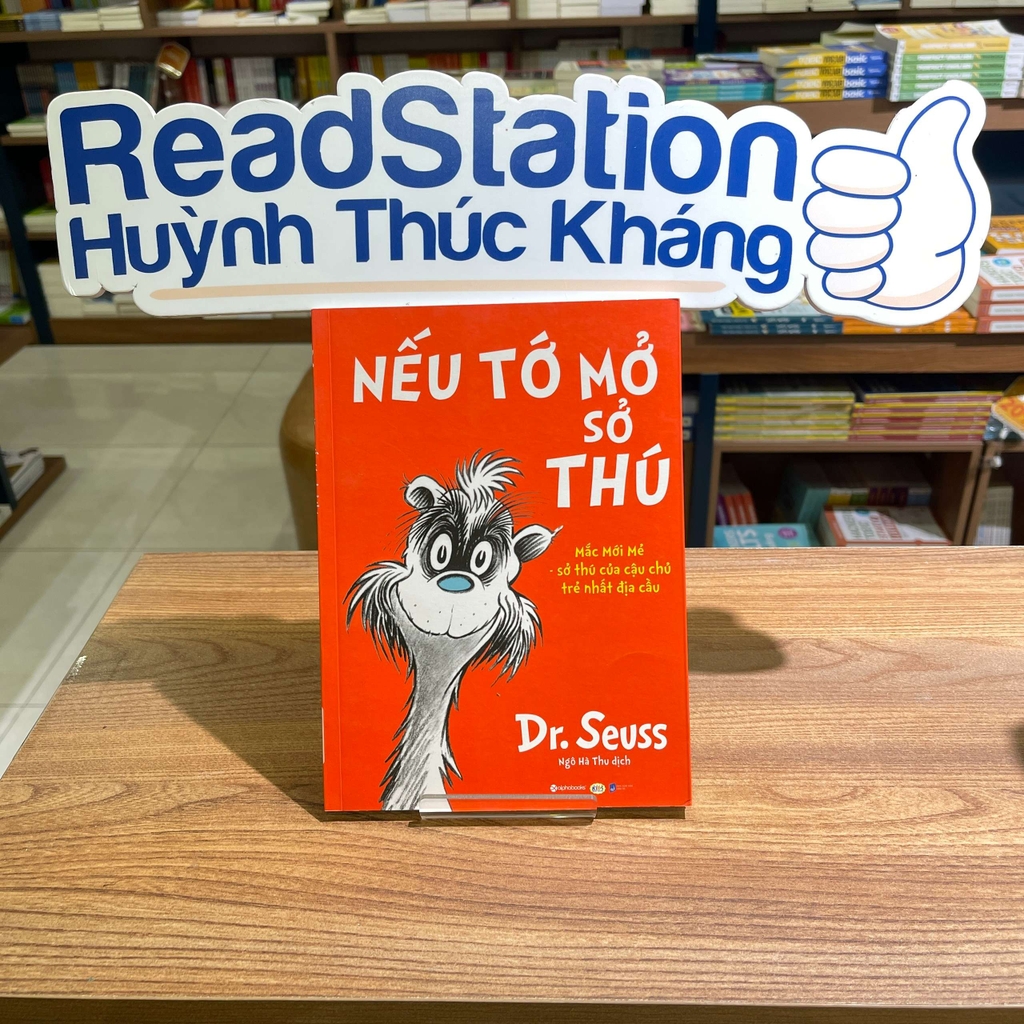 ReadStation
Huỳnh Thúc Kháng
NẾU TỚ MỞ
SỞ
THÚ
Mắc Mới Mẻ
- sở thú của cậu chủ
trẻ nhất địa cầu
Dr. Seuss
Ngô Hà Thu dịch
alphabooks